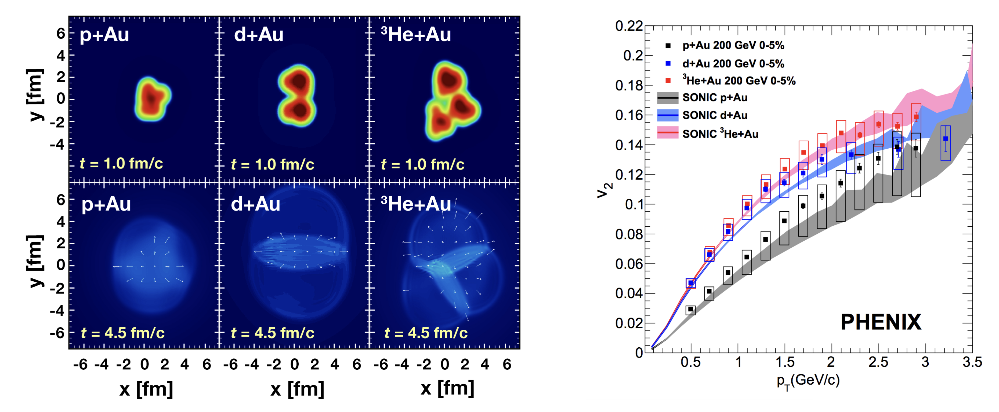 p+Au
d+Au
³He+Au
6
4
2
0
-2
-4
y [fm]
t = 1.0 fm/c
t = 1.0 fm/c
t = 1.0 fm/c
p+Au
d+Au
³He+Au
6
4
2
0
-2
-4
-6
y [fm]
t = 4.5 fm/c
t = 4.5 fm/c
t = 4.5 fm/c
-6 -4 -2 0 2 4 6
-6 -4 -2 0 2 4 6
-6 -4 -2 0 2 4 6
x [fm]
x [fm]
x [fm]
0.22
0.2
0.18
0.16
0.14
0.12
0.1
0.08
0.06
0.04
0.02
0
v₂
p+Au 200 GeV 0-5%
d+Au 200 GeV 0-5%
³He+Au 200 GeV 0-5%
SONIC p+Au
SONIC d+Au
SONIC ³He+Au
PHENIX
0.5 1 1.5 2 2.5 3 3.5
p_T(GeV/c)